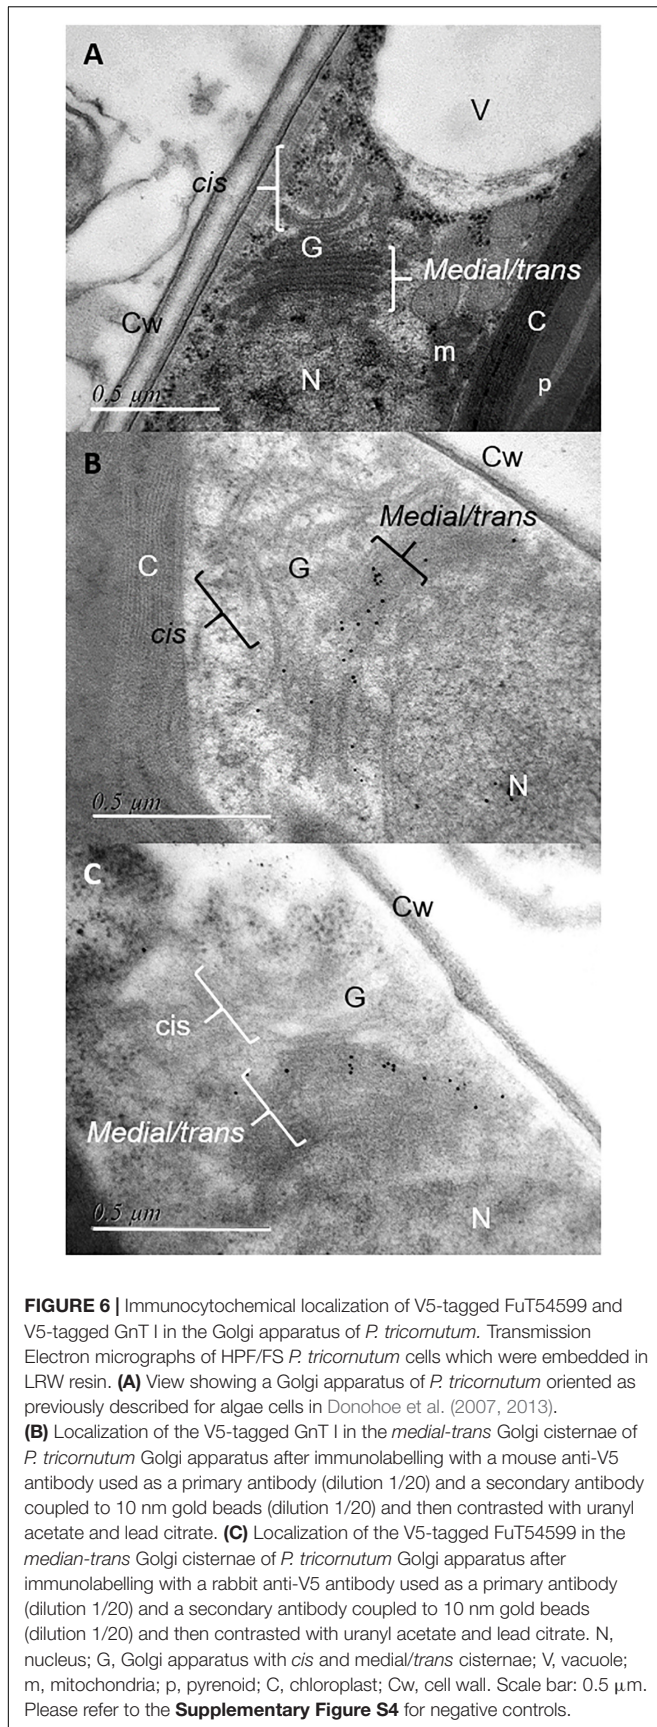 A
V
cis
G
Medial/trans
Cw
C
m
N
p
0.5 μm
B
Cw
Medial/trans
C
G
cis
N
0.5 μm
C
Cw
cis
G
Medial/trans
0.5 μm
N
FIGURE 6 | Immunocytochemical localization of V5-tagged FuT54599 and
V5-tagged GnT I in the Golgi apparatus of P. tricornutum. Transmission
Electron micrographs of HPF/FS P. tricornutum cells which were embedded in
LRW resin. (A) View showing a Golgi apparatus of P. tricornutum oriented as
previously described for algae cells in Donohoe et al. (2007, 2013).
(B) Localization of the V5-tagged GnT I in the medial-trans Golgi cisternae of
P. tricornutum Golgi apparatus after immunolabelling with a mouse anti-V5
antibody used as a primary antibody (dilution 1/20) and a secondary antibody
coupled to 10 nm gold beads (dilution 1/20) and then contrasted with uranyl
acetate and lead citrate. (C) Localization of the V5-tagged FuT54599 in the
median-trans Golgi cisternae of P. tricornutum Golgi apparatus after
immunolabelling with a rabbit anti-V5 antibody used as a primary antibody
(dilution 1/20) and a secondary antibody coupled to 10 nm gold beads
(dilution 1/20) and then contrasted with uranyl acetate and lead citrate. N,
nucleus; G, Golgi apparatus with cis and medial/trans cisternae; V, vacuole;
m, mitochondria; p, pyrenoid; C, chloroplast; Cw, cell wall. Scale bar: 0.5 μm.
Please refer to the Supplementary Figure S4 for negative controls.